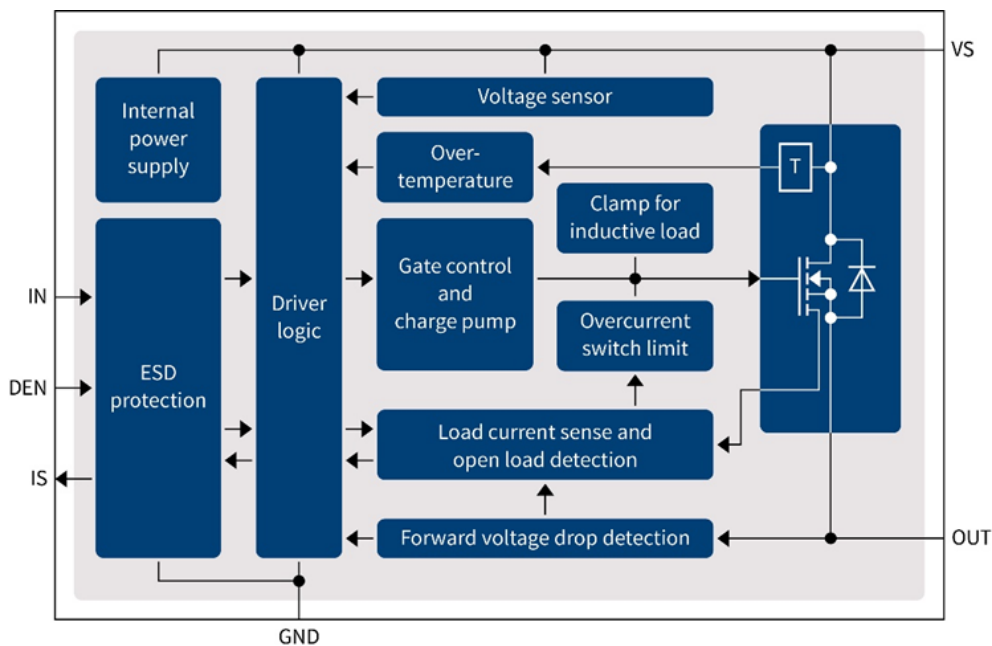 VS
Internal
power
supply
Voltage sensor
Over-
temperature
T
Clamp for
inductive load
Gate control
and
charge pump
Driver
logic
IN
Overcurrent
switch limit
ESD
protection
DEN
Load current sense and
open load detection
IS
Forward voltage drop detection
OUT
GND